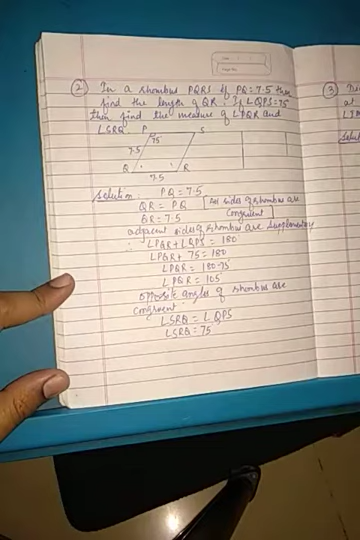 ② In a rhombus PQRS if PQ = 7.5 then
find the length of QR. If ∠QPS = 75
then find the measure of ∠PQR and
∠SRQ.
P S
75
7.5
Q R
7.5
Solution PQ = 7.5
QR = PQ [All sides of rhombus are
congruent]
QR = 7.5
adjacent sides of rhombus are supplementary
∴ ∠PQR + ∠QPS = 180
∠PQR + 75 = 180
∠PQR = 180-75
∠PQR = 105
opposite angles of rhombus are
congruent
∠SRQ = ∠QPS
∠SRQ = 75
③